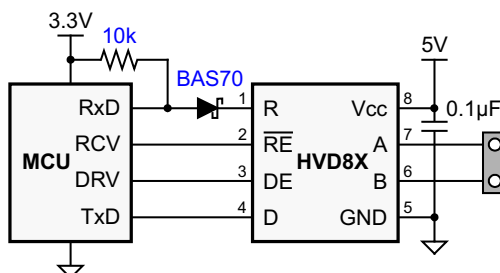 3.3V
10k
BAS70
5V
0.1µF
MCU
RxD
RCV
DRV
TxD
1
2
3
4
R
RE
DE
D
HVD8X
Vcc
A
B
GND
8
7
6
5